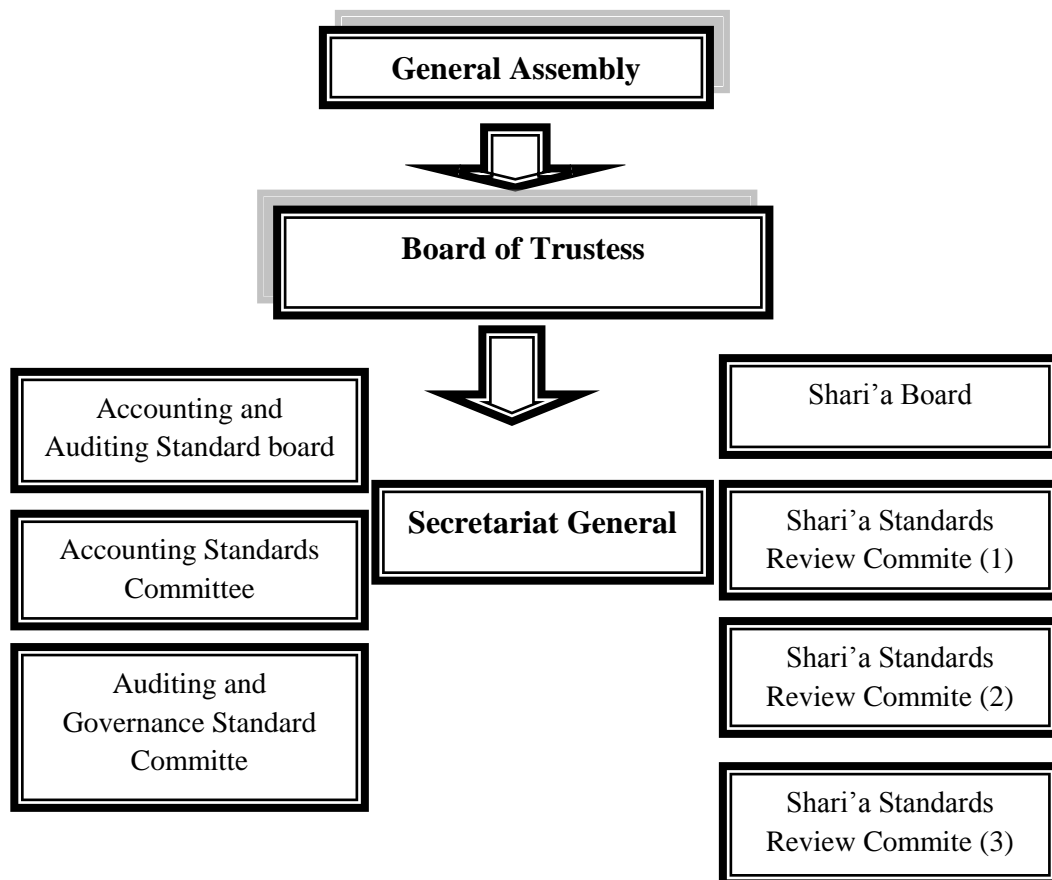 General Assembly
Board of Trustess
Accounting and
Auditing Standard board
Accounting Standards
Committee
Auditing and
Governance Standard
Committe
Secretariat General
Shari’a Board
Shari’a Standards
Review Commite (1)
Shari’a Standards
Review Commite (2)
Shari’a Standards
Review Commite (3)